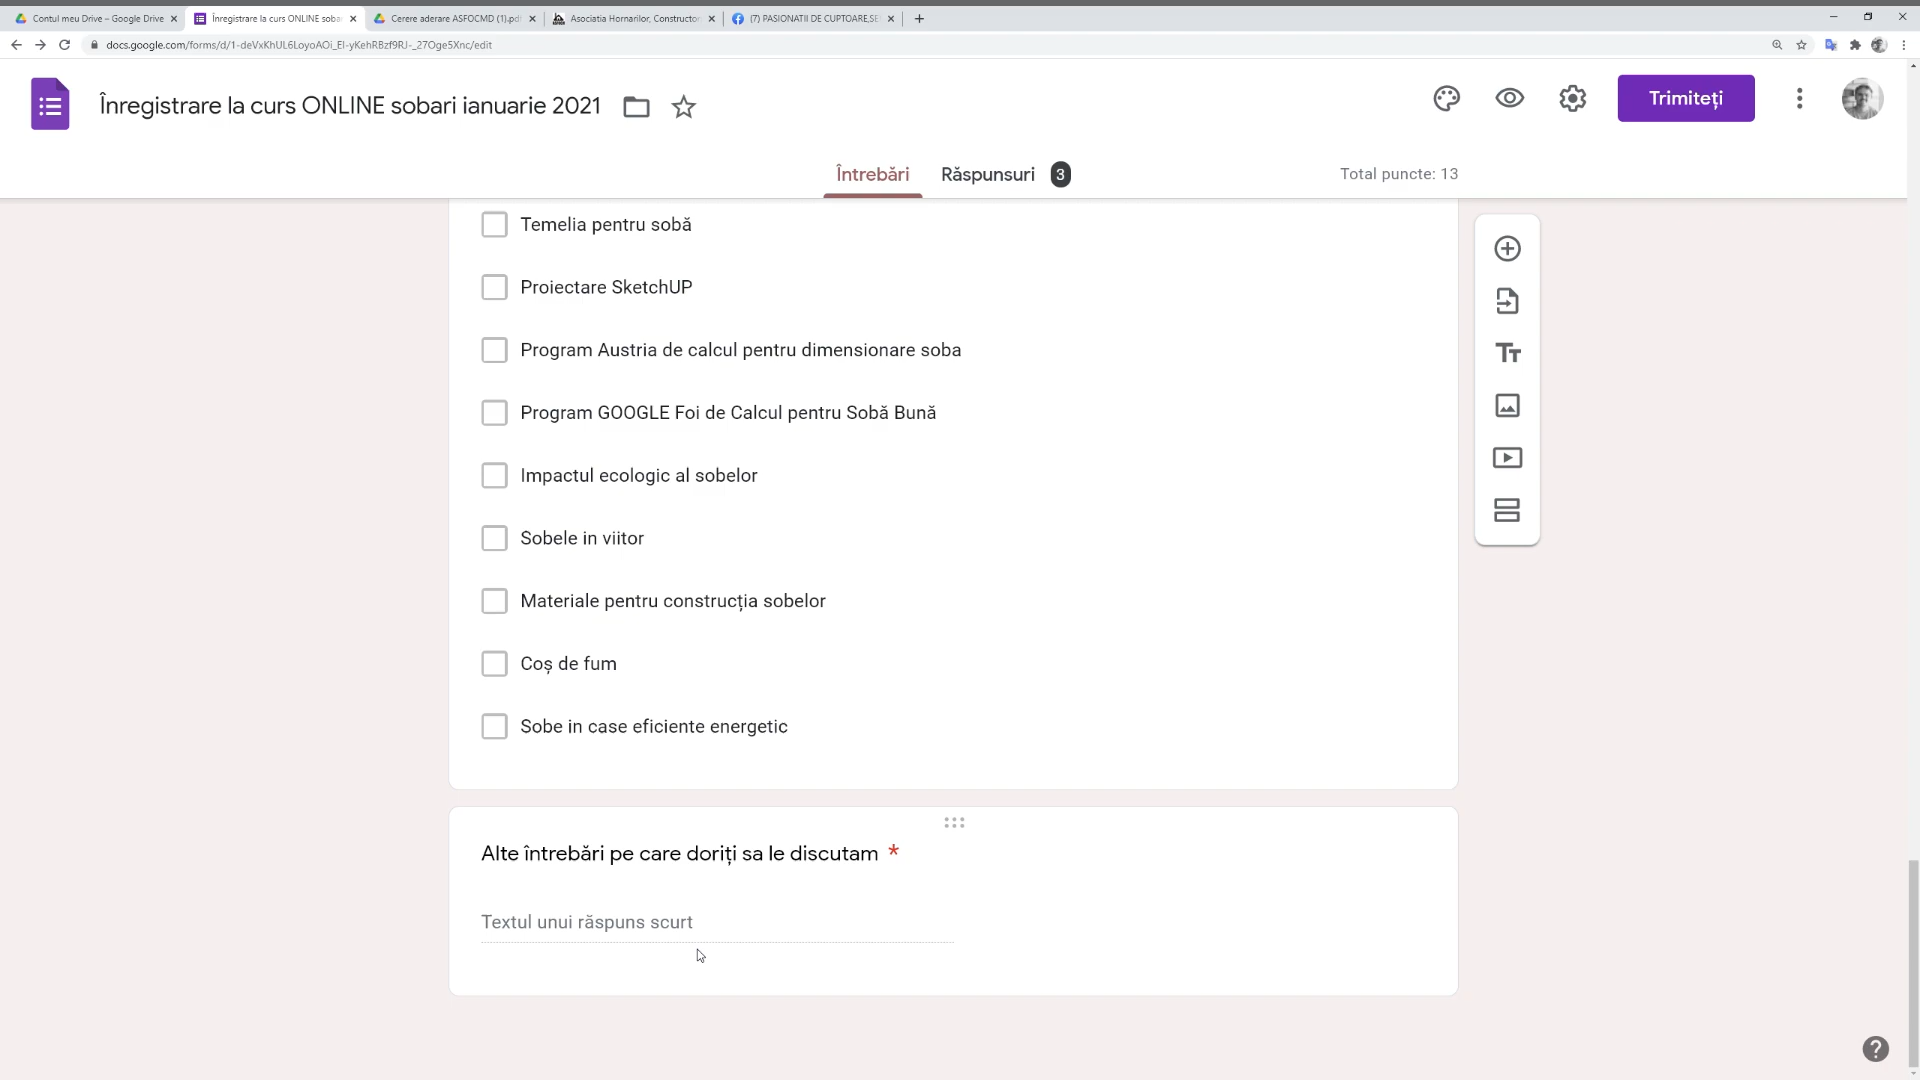 Contul meu Drive – Google Drive
Înregistrare la curs ONLINE soba
Cerere aderare ASFOCMD (1).pd
Asociatia Hornarilor, Constructor
(7) PASIONATII DE CUPTOARE,SE
docs.google.com/forms/d/1-deVxKhUL6LoyoAOi_EI-yKehRBzf9RJ-_27Oge5Xnc/edit
Înregistrare la curs ONLINE sobari ianuarie 2021
Trimiteți
Întrebări
Răspunsuri 3
Total puncte: 13
Temelia pentru sobă
Proiectare SketchUP
Program Austria de calcul pentru dimensionare soba
Program GOOGLE Foi de Calcul pentru Sobă Bună
Impactul ecologic al sobelor
Sobele in viitor
Materiale pentru construcția sobelor
Coș de fum
Sobe in case eficiente energetic
Alte întrebări pe care doriți sa le discutam *
Textul unui răspuns scurt